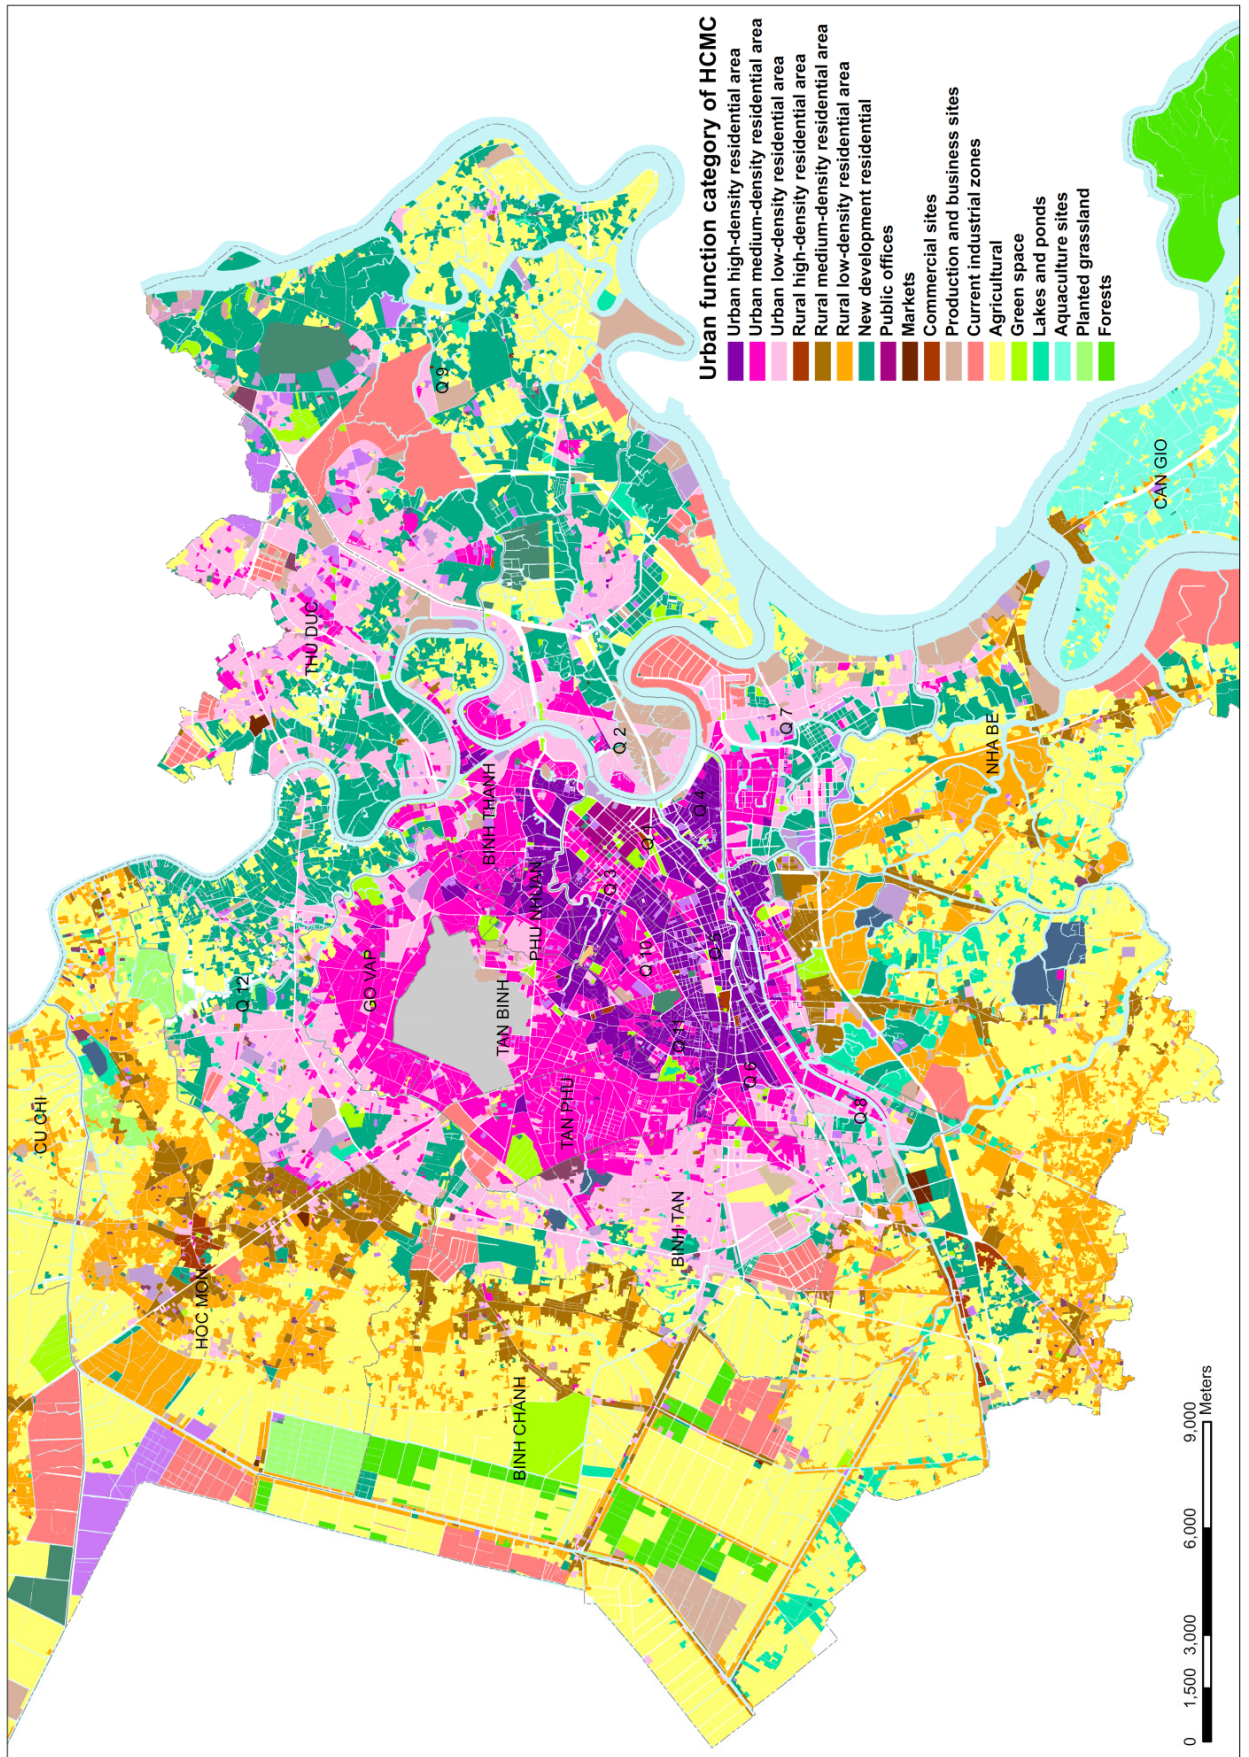 Urban function category of HCMC
Urban high-density residential area
Urban medium-density residential area
Urban low-density residential area
Rural high-density residential area
Rural medium-density residential area
Rural low-density residential area
New development residential
Public offices
Markets
Commercial sites
Production and business sites
Current industrial zones
Agricultural
Green space
Lakes and ponds
Aquaculture sites
Planted grassland
Forests
CU CHI
Q 12
THU DUC
HOC MON
GO VAP
Q 9
BINH THANH
TAN BINH
PHU NHUAN
BINH CHANH
TAN PHU
Q 3
Q 2
Q 10
Q 1
BINH TAN
Q 11
Q 5
Q 4
Q 6
Q 7
Q 8
NHA BE
CAN GIO
0 1,500 3,000 6,000 9,000
Meters